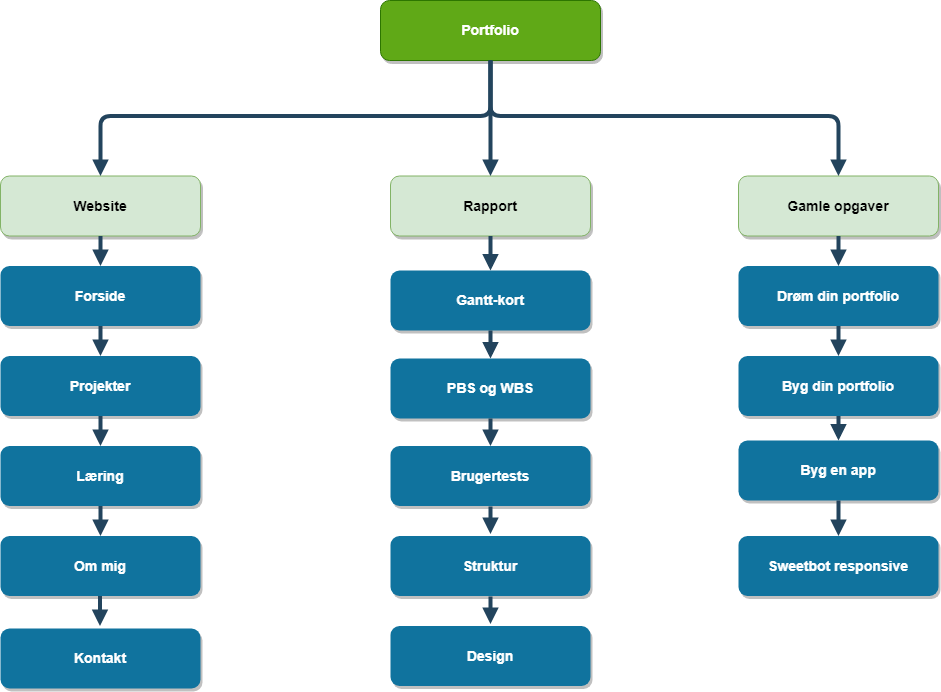 Portfolio
Website
Rapport
Gamle opgaver
Forside
Gantt-kort
Drøm din portfolio
Projekter
PBS og WBS
Byg din portfolio
Læring
Brugertests
Byg en app
Om mig
Struktur
Sweetbot responsive
Kontakt
Design